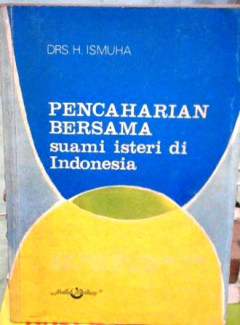 DRS H. ISMUHA
PENCAHARIAN
BERSAMA
suami isteri di
Indonesia